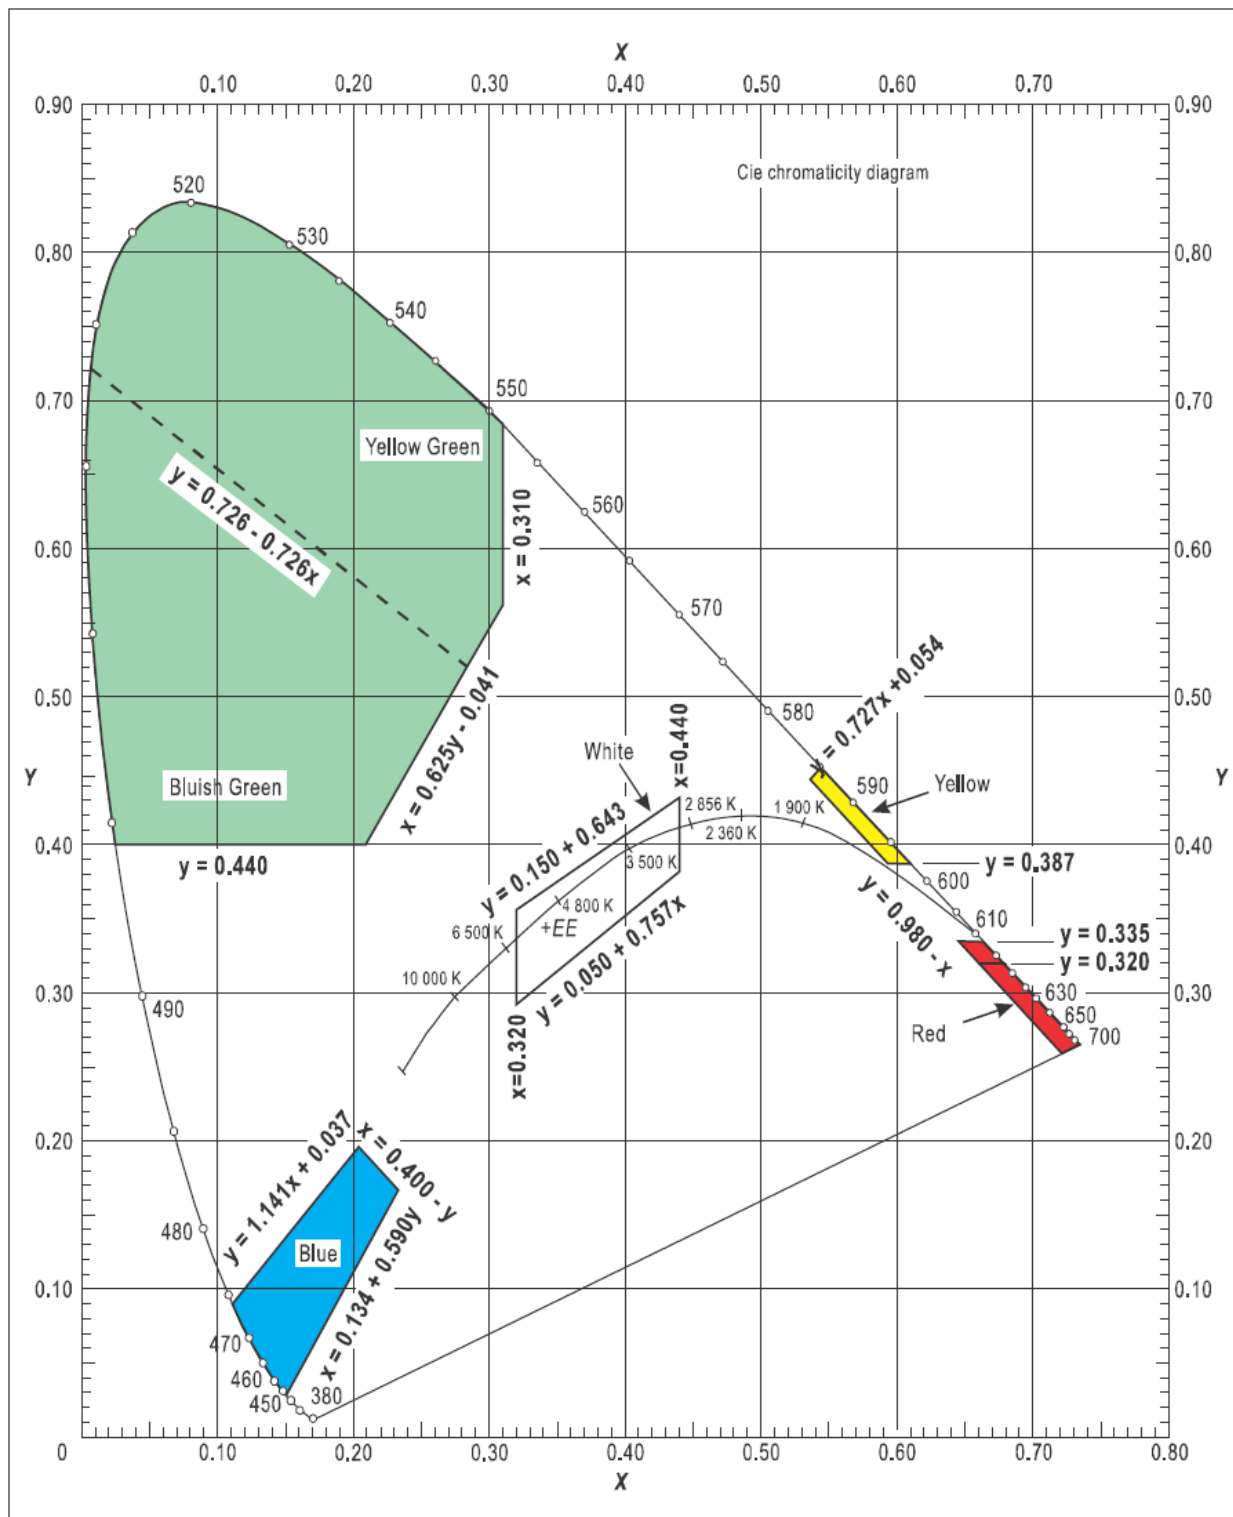 X
0.10 0.20 0.30 0.40 0.50 0.60 0.70
0.90 0.90
Cie chromaticity diagram
520
530
0.80 0.80
540
550
0.70 0.70
Yellow Green
y = 0.726 - 0.726x
x = 0.310
560
0.60 0.60
570
y = 0.727x +0.054
0.50 0.50
580
x = 0.625y - 0.041
x=0.440
White
Y Y
Bluish Green
590
Yellow
2 856 K
1 900 K
2 360 K
y = 0.150 + 0.643
0.40 0.40
y = 0.440
3 500 K
y = 0.387
600
4 800 K
+EE
6 500 K
610
y = 0.980 - x
y = 0.335
y = 0.320
y = 0.050 + 0.757x
10 000 K
0.30 0.30
490
630
650
700
Red
x=0.320
0.20 0.20
y = 1.141x + 0.037
x = 0.400 - y
480
Blue
x = 0.134 + 0.590y
0.10 0.10
470
460
450
380
0 0.10 0.20 0.30 0.40 0.50 0.60 0.70 0.80
X